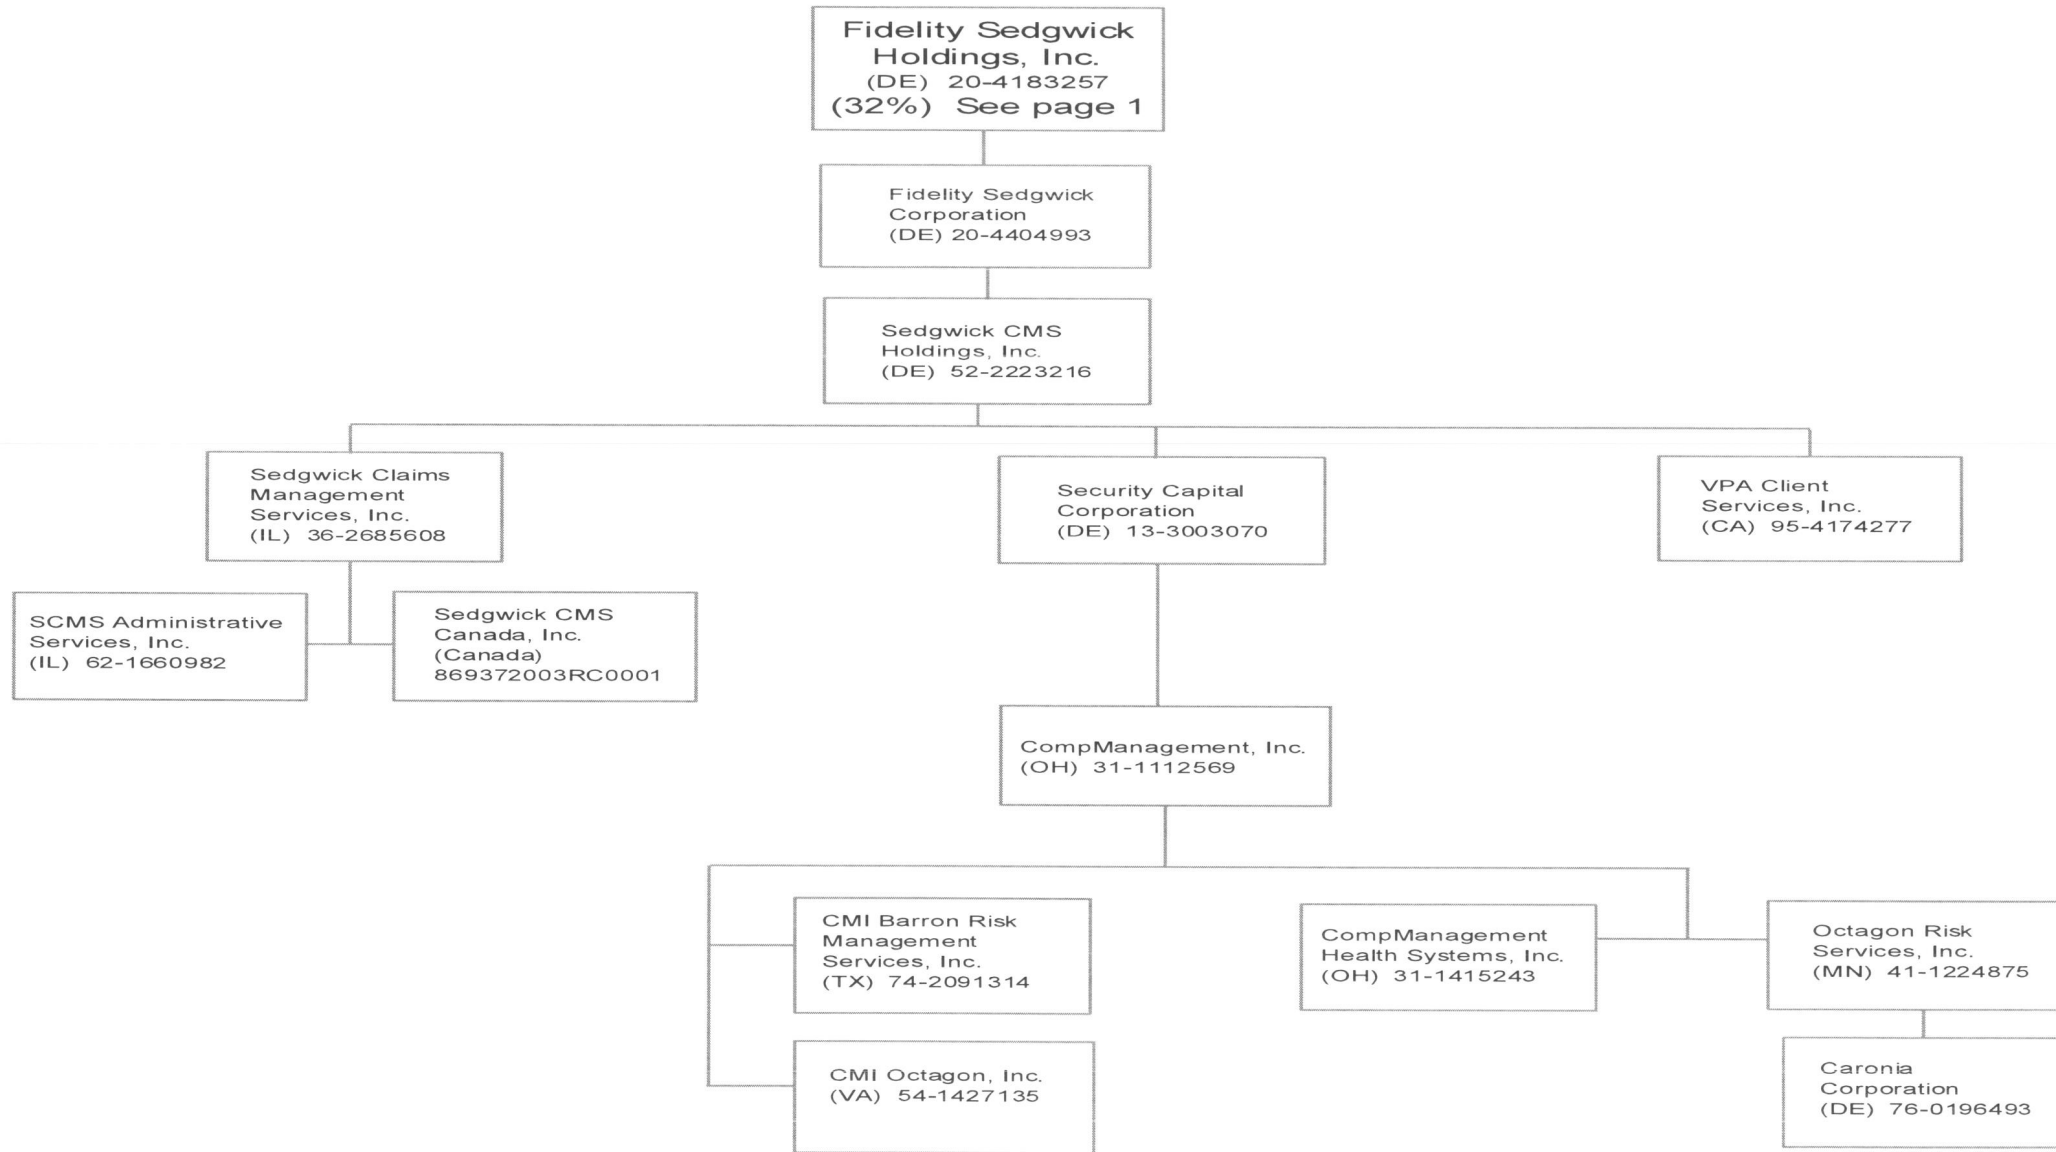 Fidelity Sedgwick
Holdings, Inc.
(DE) 20-4183257
(32%) See page 1
Fidelity Sedgwick
Corporation
(DE) 20-4404993
Sedgwick CMS
Holdings, Inc.
(DE) 52-2223216
Sedgwick Claims
Management
Services, Inc.
(IL) 36-2685608
Security Capital
Corporation
(DE) 13-3003070
VPA Client
Services, Inc.
(CA) 95-4174277
SCMS Administrative
Services, Inc.
(IL) 62-1660982
Sedgwick CMS
Canada, Inc.
(Canada)
869372003RC0001
CompManagement, Inc.
(OH) 31-1112569
CMI Barron Risk
Management
Services, Inc.
(TX) 74-2091314
CompManagement
Health Systems, Inc.
(OH) 31-1415243
Octagon Risk
Services, Inc.
(MN) 41-1224875
CMI Octagon, Inc.
(VA) 54-1427135
Caronia
Corporation
(DE) 76-0196493